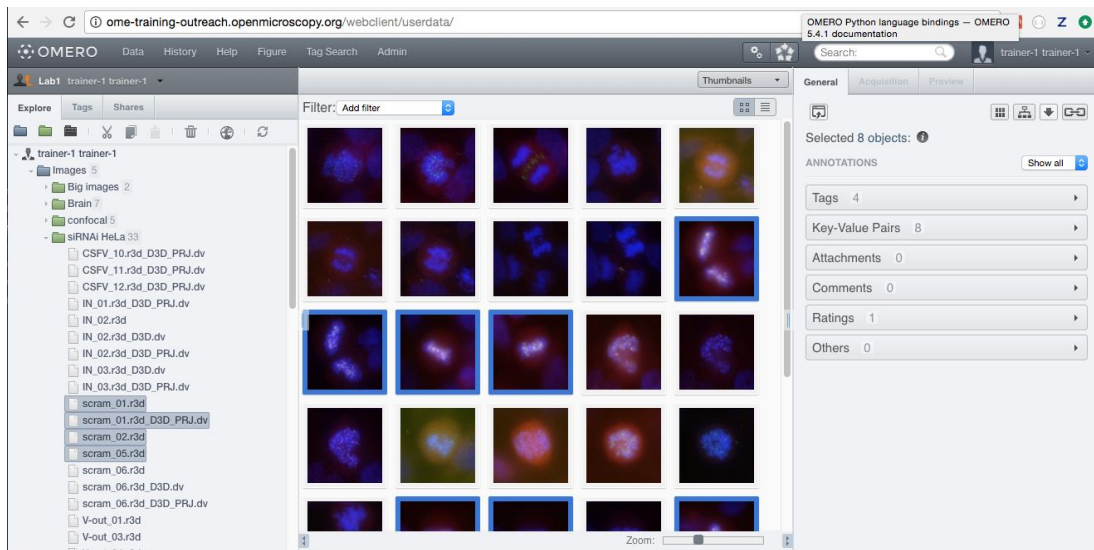 ome-training-outreach.openmicroscopy.org/webclient/userdata/
OMERO Python language bindings — OMERO
5.4.1 documentation
Z
OMERO Data History Help Figure Tag Search Admin
Search:
trainer-1 trainer-1
Lab1 trainer-1 trainer-1
Thumbnails
General Acquisition Preview
Explore Tags Shares
Filter: Add filter
Selected 8 objects:
ANNOTATIONS
Show all
Tags 4
Key-Value Pairs 8
Attachments 0
Comments 0
Ratings 1
Others 0
trainer-1 trainer-1
Images 5
Big images 2
Brain 7
confocal 5
siRNAi HeLa 33
CSFV_10.r3d_D3D_PRJ.dv
CSFV_11.r3d_D3D_PRJ.dv
CSFV_12.r3d_D3D_PRJ.dv
IN_01.r3d_D3D_PRJ.dv
IN_02.r3d
IN_02.r3d_D3D.dv
IN_02.r3d_D3D_PRJ.dv
IN_03.r3d_D3D.dv
IN_03.r3d_D3D_PRJ.dv
scram_01.r3d
scram_01.r3d_D3D_PRJ.dv
scram_02.r3d
scram_05.r3d
scram_06.r3d
scram_06.r3d_D3D.dv
scram_06.r3d_D3D_PRJ.dv
V-out_01.r3d
V-out_03.r3d
Zoom: